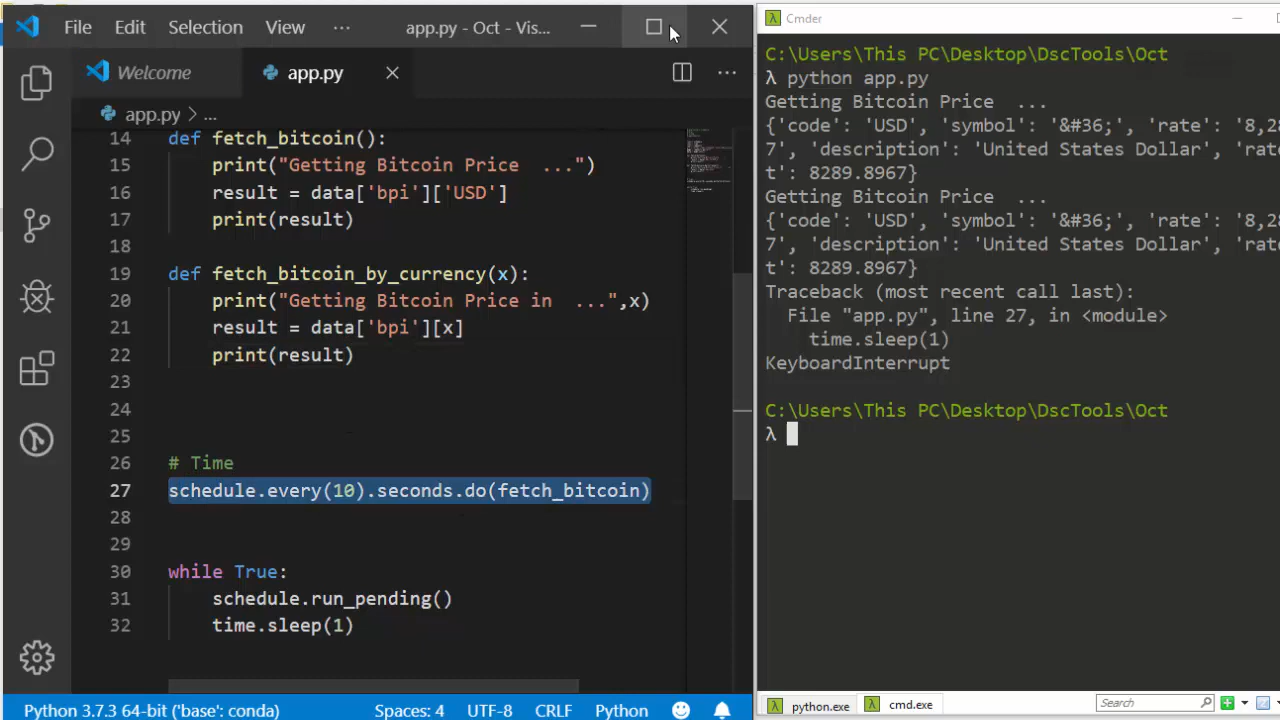 File Edit Selection View ··· app.py - Oct - Vis...
Welcome app.py
app.py > ...
14 def fetch_bitcoin():
15 print("Getting Bitcoin Price ...")
16 result = data['bpi']['USD']
17 print(result)
18
19 def fetch_bitcoin_by_currency(x):
20 print("Getting Bitcoin Price in ...",x)
21 result = data['bpi'][x]
22 print(result)
23
24
25
26 # Time
27 schedule.every(10).seconds.do(fetch_bitcoin)
28
29
30 while True:
31 schedule.run_pending()
32 time.sleep(1)
Python 3.7.3 64-bit ('base': conda) Spaces: 4 UTF-8 CRLF Python
Cmder
C:\Users\This PC\Desktop\DscTools\Oct
λ python app.py
Getting Bitcoin Price ...
{'code': 'USD', 'symbol': '&#36;', 'rate': '8,28
7', 'description': 'United States Dollar', 'rat
t': 8289.8967}
Getting Bitcoin Price ...
{'code': 'USD', 'symbol': '&#36;', 'rate': '8,28
7', 'description': 'United States Dollar', 'rat
t': 8289.8967}
Traceback (most recent call last):
File "app.py", line 27, in <module>
time.sleep(1)
KeyboardInterrupt
C:\Users\This PC\Desktop\DscTools\Oct
λ
python.exe cmd.exe Search